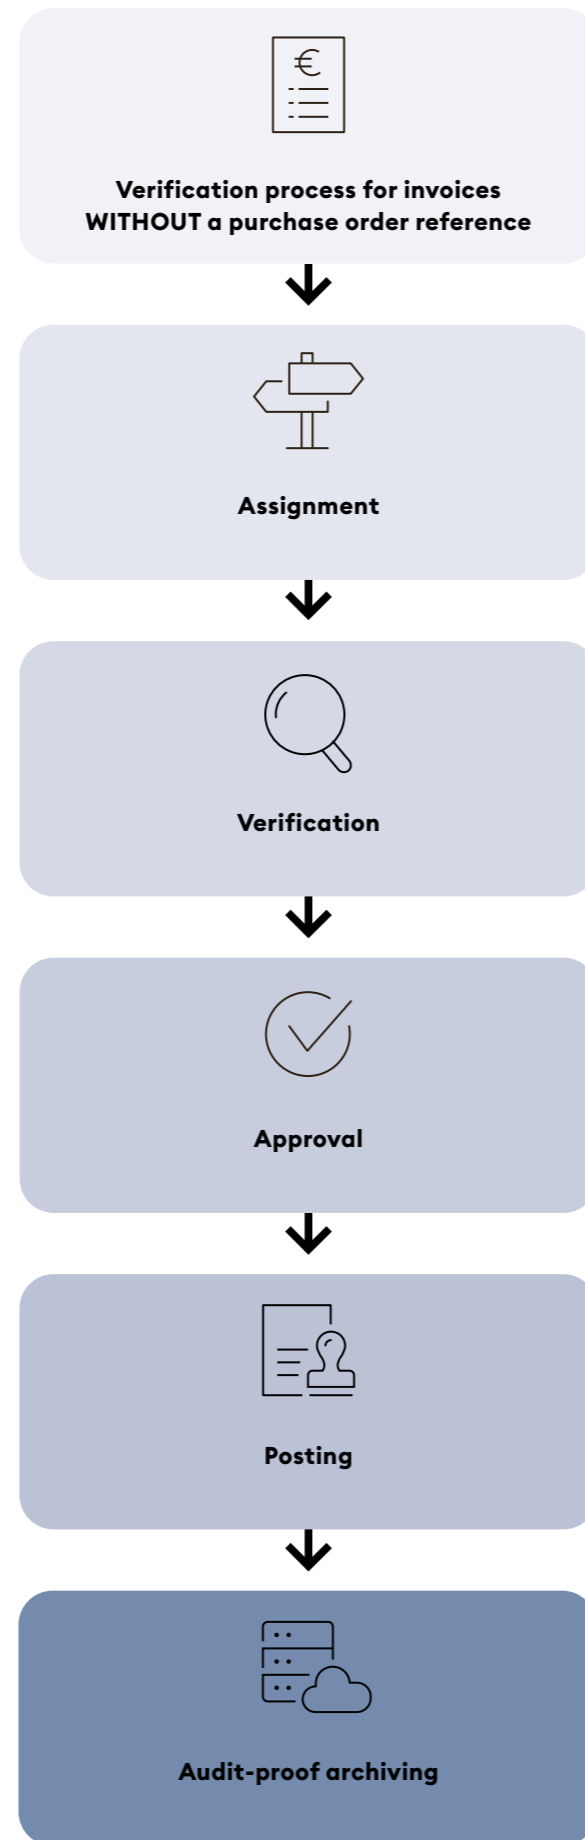 €
Verification process for invoices
WITHOUT a purchase order reference
Assignment
Verification
Approval
Posting
Audit-proof archiving